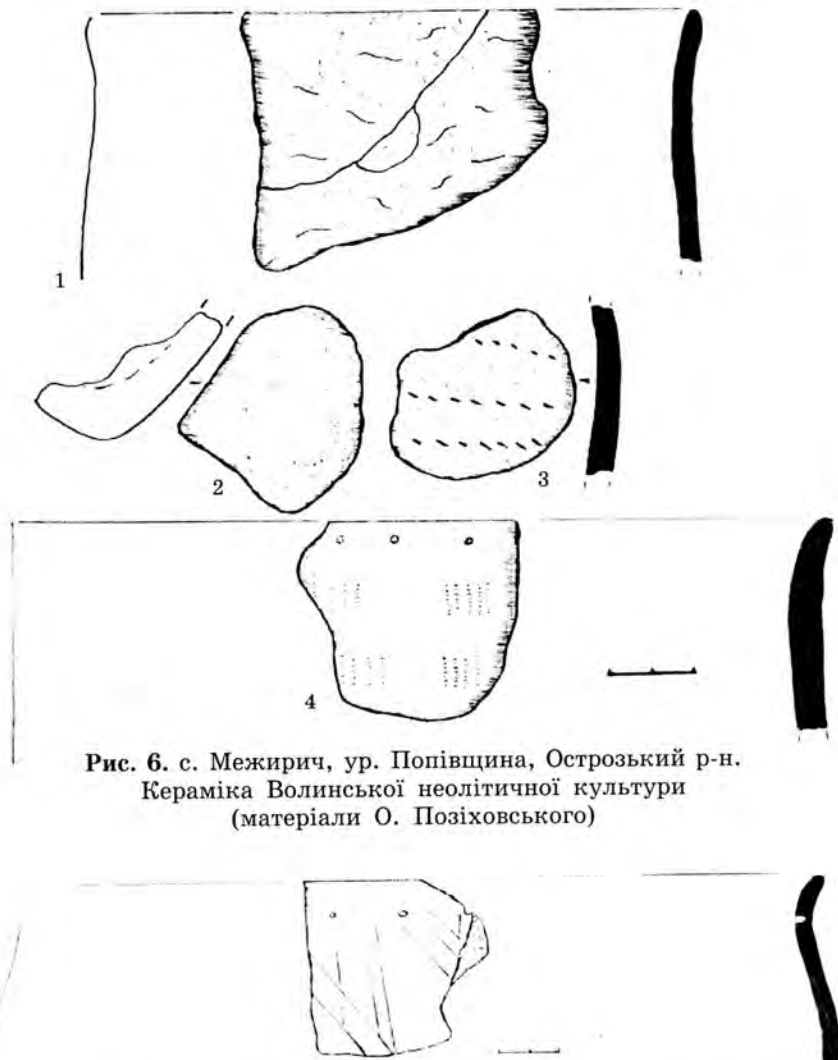 1
2
3
4
Рис. 6. с. Межирич, ур. Попівщина, Острозький р-н.
Кераміка Волинської неолітичної культури
(матеріали О. Позіховського)